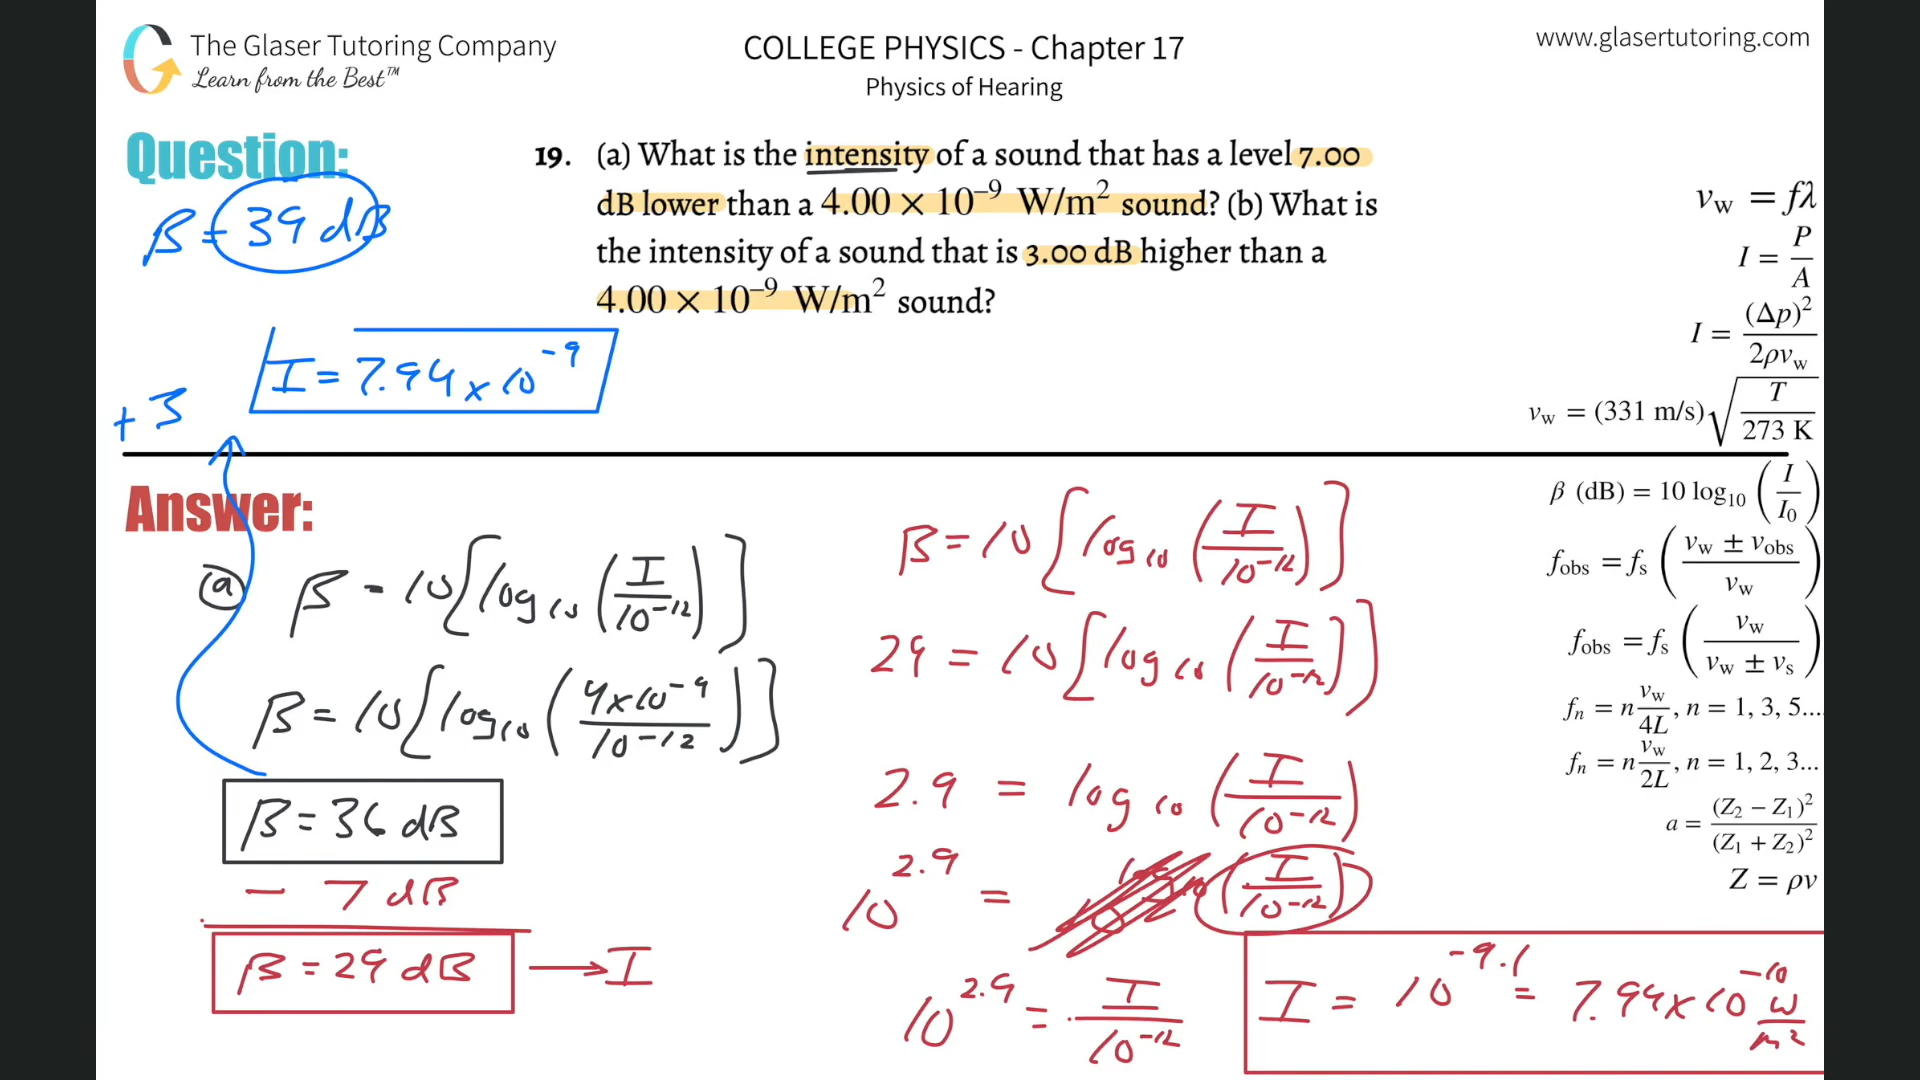 The Glaser Tutoring Company
Learn from the Best™
COLLEGE PHYSICS - Chapter 17
Physics of Hearing
www.glasertutoring.com
Question:
19. (a) What is the intensity of a sound that has a level 7.00
dB lower than a 4.00 × 10⁻⁹ W/m² sound? (b) What is
the intensity of a sound that is 3.00 dB higher than a
4.00 × 10⁻⁹ W/m² sound?
β = 39 dB
I = 7.94 x 10⁻⁹
+ 3
v_w = fλ
I = P/A
I = (Δp)²/2ρv_w
v_w = (331 m/s)√(T/273 K)
Answer:
(a) β = 10[log₁₀(I/10⁻¹²)]
β = 10[log₁₀(4x10⁻⁹/10⁻¹²)]
β = 36 dB
− 7 dB
β = 29 dB → I
β = 10[log₁₀(I/10⁻¹²)]
29 = 10[log₁₀(I/10⁻¹²)]
2.9 = log₁₀(I/10⁻¹²)
10^2.9 = (I/10⁻¹²)
10^2.9 = I/10⁻¹²
I = 10^-9.1 = 7.94 x 10⁻¹⁰ W/m²
β (dB) = 10 log₁₀(I/I₀)
f_obs = f_s((v_w ± v_obs)/v_w)
f_obs = f_s(v_w/(v_w ± v_s))
f_n = n v_w/4L, n = 1, 3, 5...
f_n = n v_w/2L, n = 1, 2, 3...
a = (Z₂ − Z₁)²/(Z₁ + Z₂)²
Z = ρv